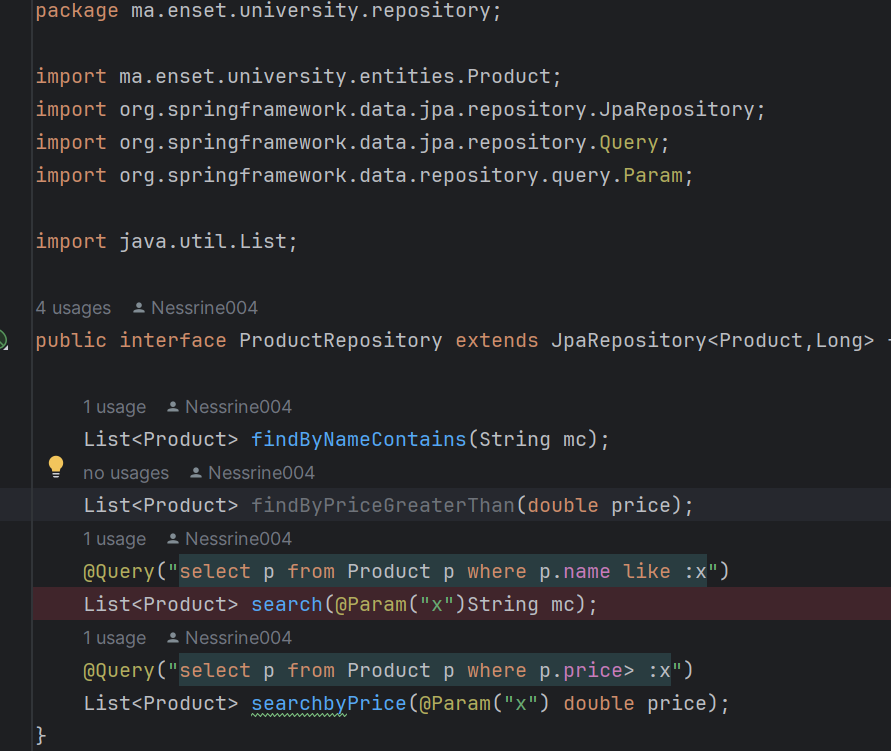 package ma.enset.university.repository;
import ma.enset.university.entities.Product;
import org.springframework.data.jpa.repository.JpaRepository;
import org.springframework.data.jpa.repository.Query;
import org.springframework.data.repository.query.Param;
import java.util.List;
4 usages Nessrine004
public interface ProductRepository extends JpaRepository<Product,Long> {
1 usage Nessrine004
List<Product> findByNameContains(String mc);
no usages Nessrine004
List<Product> findByPriceGreaterThan(double price);
1 usage Nessrine004
@Query("select p from Product p where p.name like :x")
List<Product> search(@Param("x")String mc);
1 usage Nessrine004
@Query("select p from Product p where p.price> :x")
List<Product> searchbyPrice(@Param("x") double price);
}